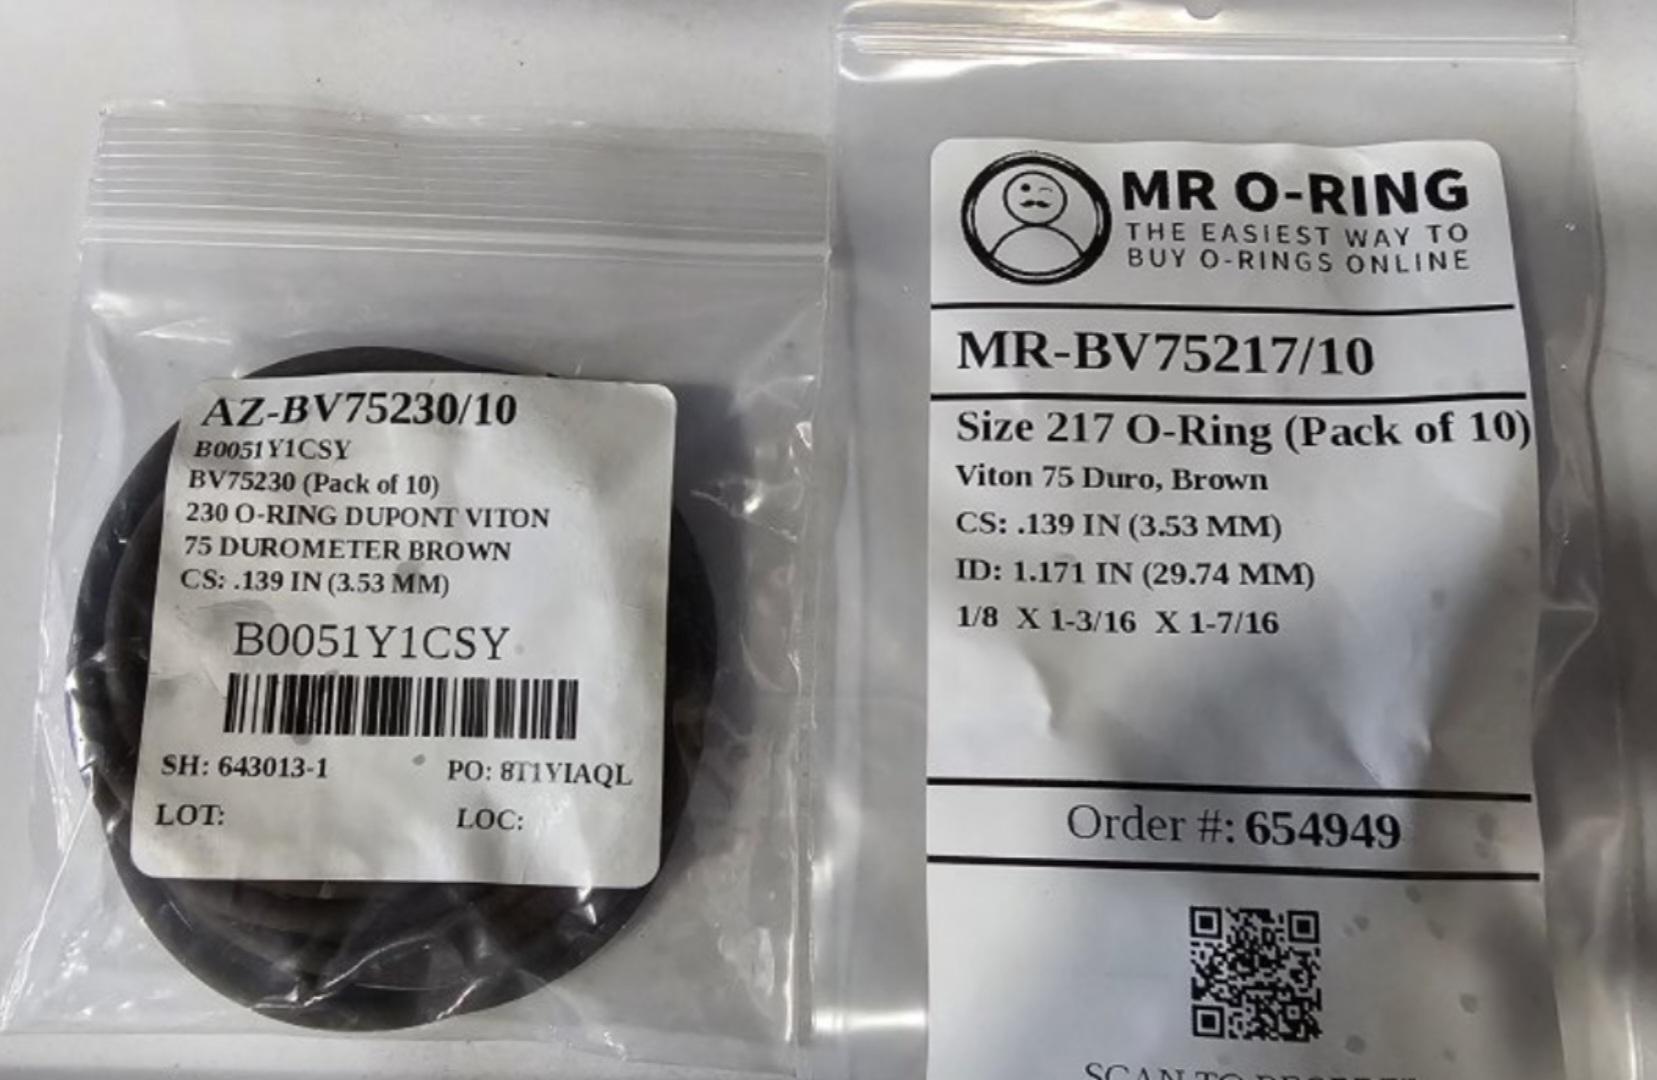 AZ-BV75230/10
B0051Y1CSY
BV75230 (Pack of 10)
230 O-RING DUPONT VITON
75 DUROMETER BROWN
CS: .139 IN (3.53 MM)
B0051Y1CSY
SH: 643013-1 PO: 8T1YIAQL
LOT: LOC:
MR O-RING
THE EASIEST WAY TO
BUY O-RINGS ONLINE
MR-BV75217/10
Size 217 O-Ring (Pack of 10)
Viton 75 Duro, Brown
CS: .139 IN (3.53 MM)
ID: 1.171 IN (29.74 MM)
1/8 X 1-3/16 X 1-7/16
Order #: 654949
SCAN TO